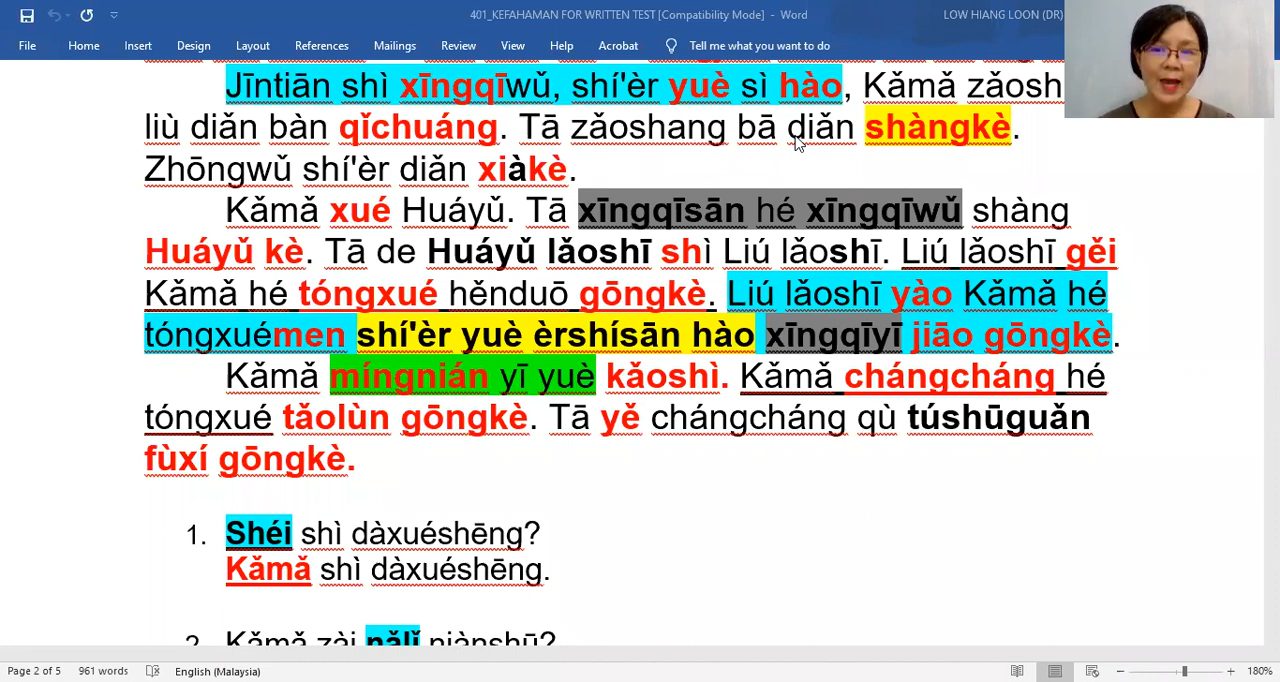 401_KEFAHAMAN FOR WRITTEN TEST [Compatibility Mode] - Word
LOW HIANG LOON (DR)
File Home Insert Design Layout References Mailings Review View Help Acrobat Tell me what you want to do
Jīntiān shì xīngqīwǔ, shí'èr yuè sì hào, Kǎmǎ zǎosh
liù diǎn bàn qǐchuáng. Tā zǎoshang bā diǎn shàngkè.
Zhōngwǔ shí'èr diǎn xiàkè.
Kǎmǎ xué Huáyǔ. Tā xīngqīsān hé xīngqīwǔ shàng
Huáyǔ kè. Tā de Huáyǔ lǎoshī shì Liú lǎoshī. Liú lǎoshī gěi
Kǎmǎ hé tóngxué hěnduō gōngkè. Liú lǎoshī yào Kǎmǎ hé
tóngxuémen shí'èr yuè èrshísān hào xīngqīyī jiāo gōngkè.
Kǎmǎ míngnián yī yuè kǎoshì. Kǎmǎ chángcháng hé
tóngxué tǎolùn gōngkè. Tā yě chángcháng qù túshūguǎn
fùxí gōngkè.
1. Shéi shì dàxuéshēng?
Kǎmǎ shì dàxuéshēng.
2. Kǎmǎ zài nǎlǐ niànshū?
Page 2 of 5 961 words English (Malaysia) 180%